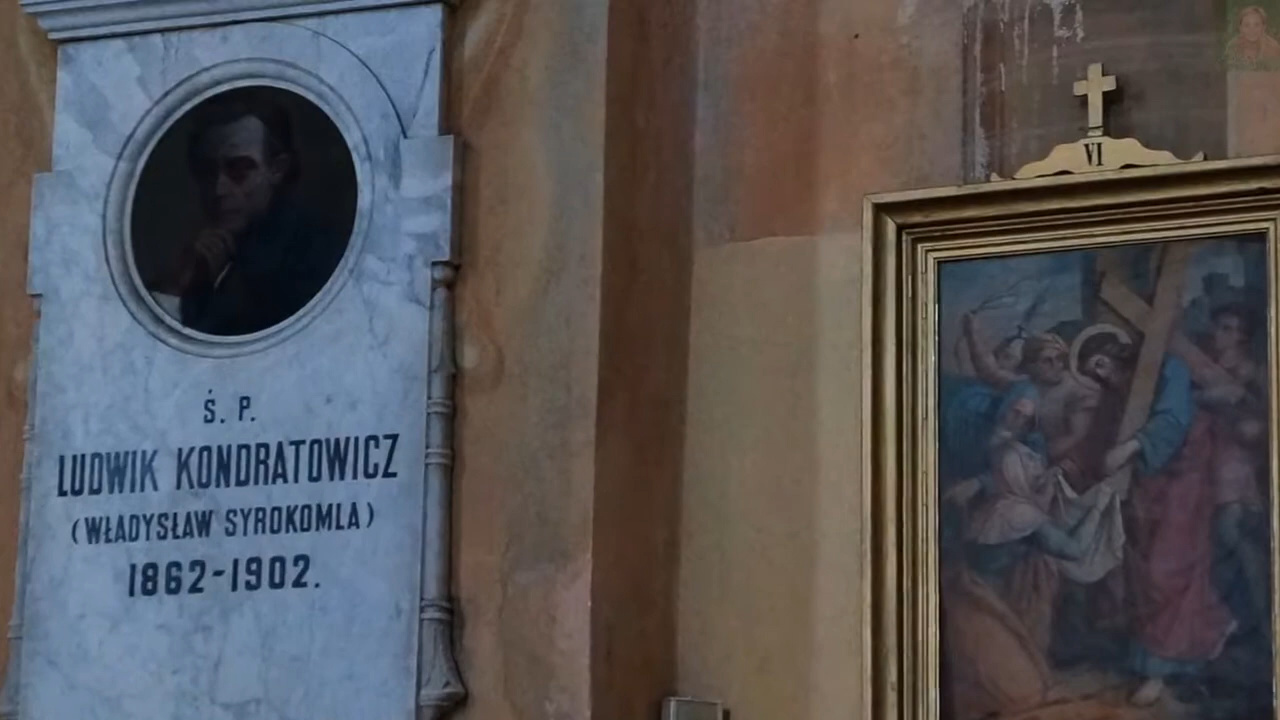 Ś. P.
LUDWIK KONDRATOWICZ
(WŁADYSŁAW SYROKOMLA)
1862-1902.
VI